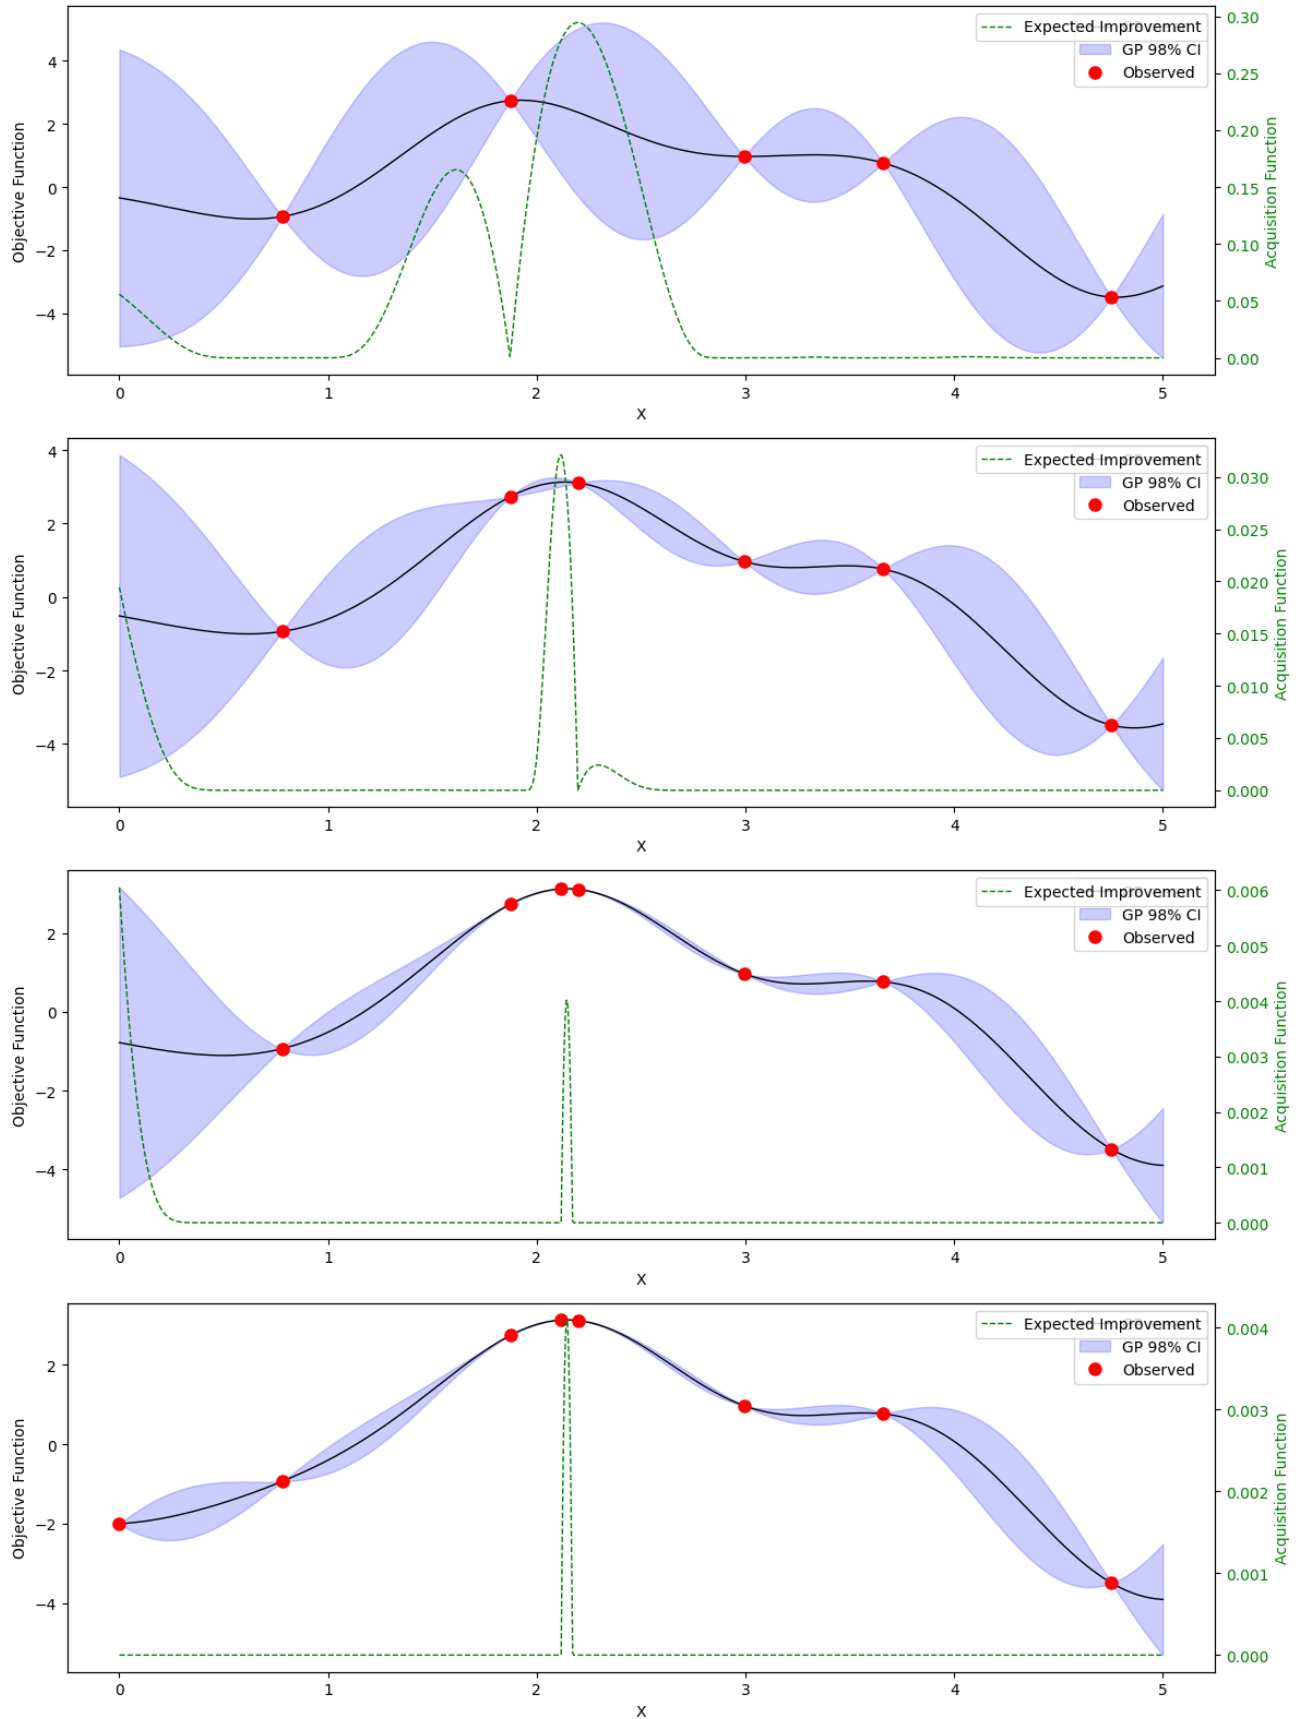 Objective Function
4
2
0
−2
−4
Expected Improvement
GP 98% CI
Observed
0.30
0.25
0.20
0.15
0.10
0.05
0.00
Acquisition Function
0 1 2 3 4 5
X
Objective Function
4
2
0
−2
−4
Expected Improvement
GP 98% CI
Observed
0.030
0.025
0.020
0.015
0.010
0.005
0.000
Acquisition Function
0 1 2 3 4 5
X
Objective Function
2
0
−2
−4
Expected Improvement
GP 98% CI
Observed
0.006
0.005
0.004
0.003
0.002
0.001
0.000
Acquisition Function
0 1 2 3 4 5
X
Objective Function
2
0
−2
−4
Expected Improvement
GP 98% CI
Observed
0.004
0.003
0.002
0.001
0.000
Acquisition Function
0 1 2 3 4 5
X